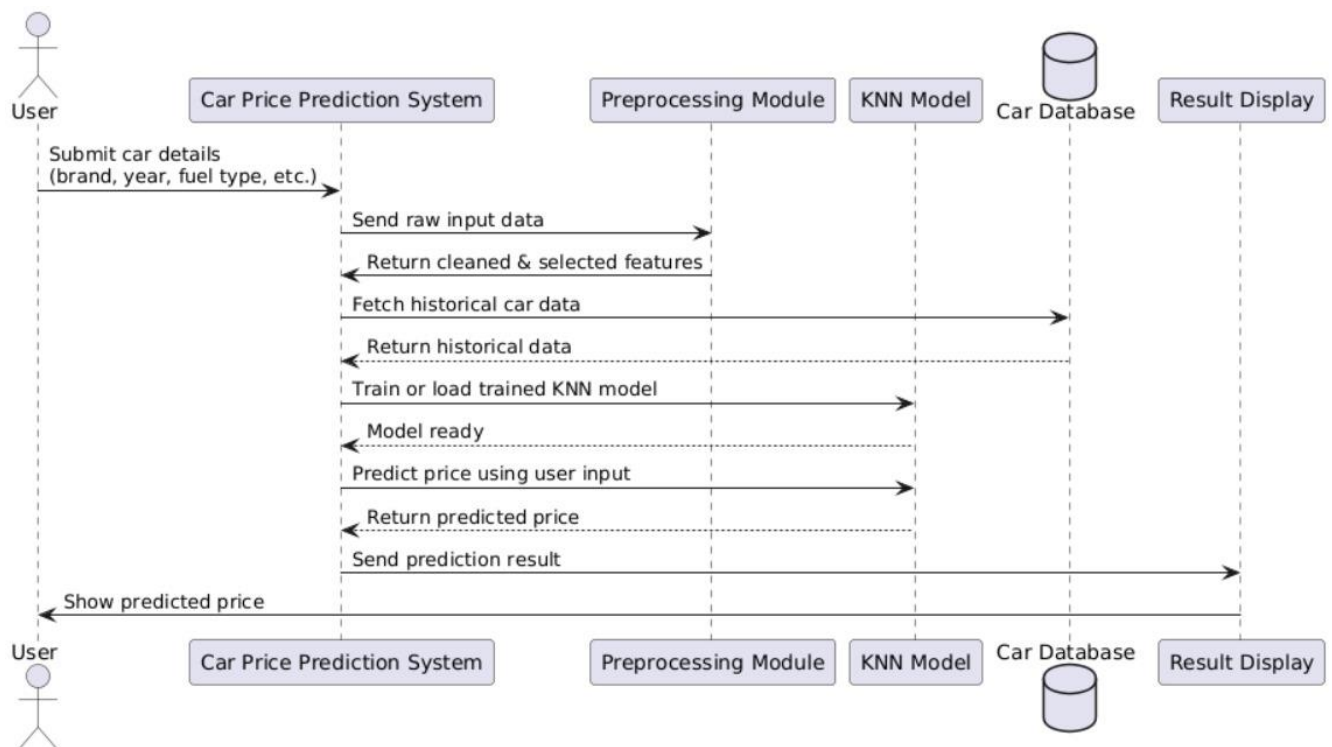 User
Car Price Prediction System
Preprocessing Module
KNN Model
Car Database
Result Display
Submit car details
(brand, year, fuel type, etc.)
Send raw input data
Return cleaned & selected features
Fetch historical car data
Return historical data
Train or load trained KNN model
Model ready
Predict price using user input
Return predicted price
Send prediction result
Show predicted price
User
Car Price Prediction System
Preprocessing Module
KNN Model
Car Database
Result Display